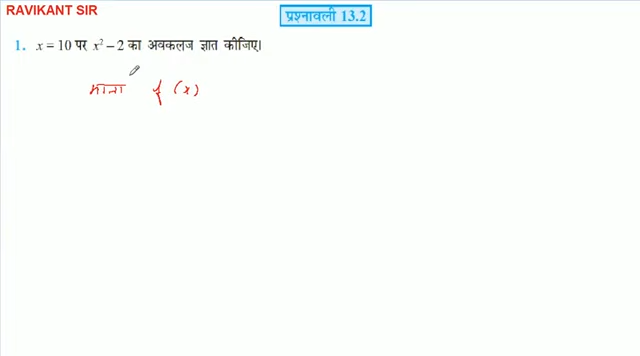 RAVIKANT SIR
प्रश्नावली 13.2
1. x = 10 पर x² – 2 का अवकलज ज्ञात कीजिए।
माना f (x)